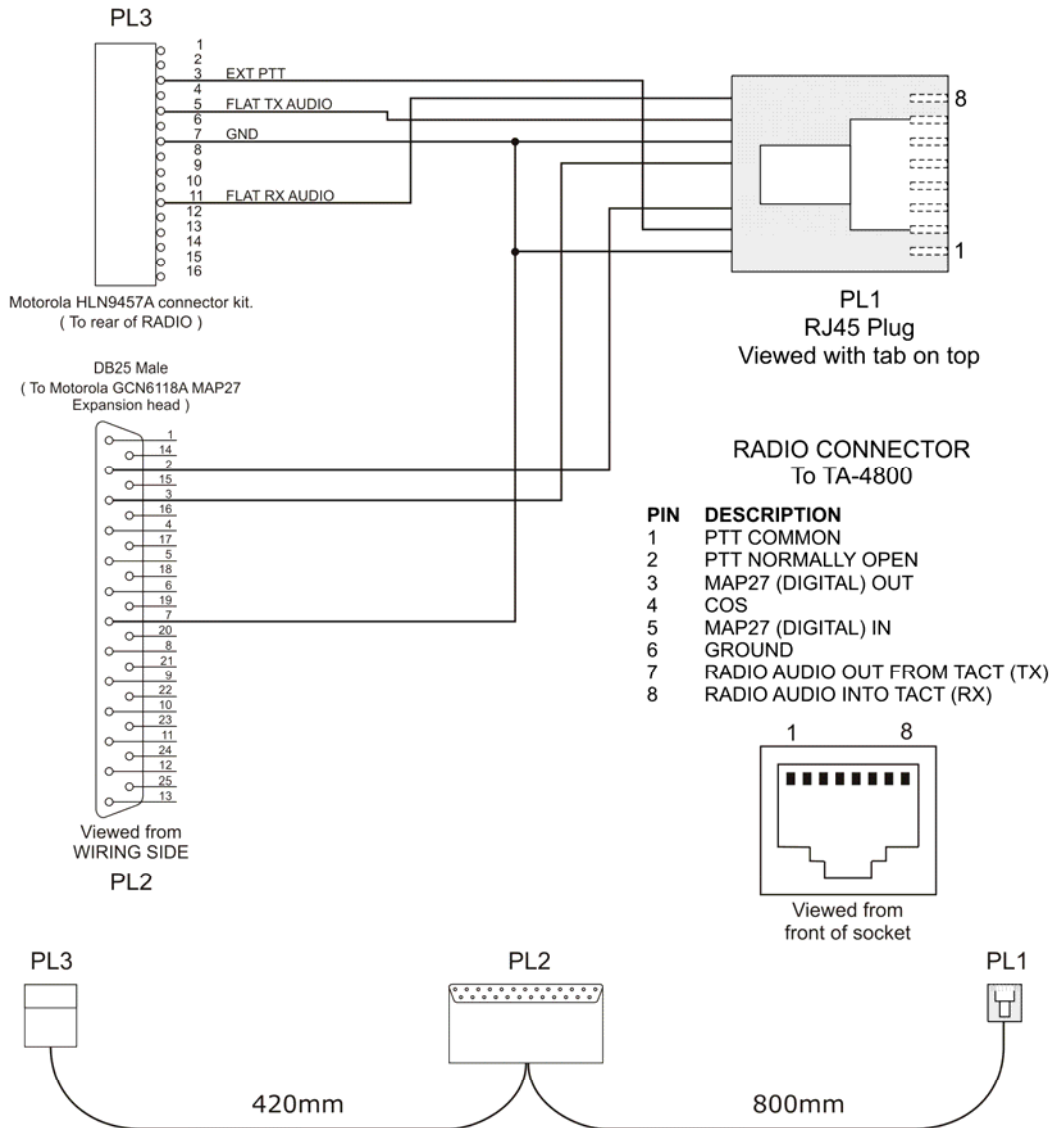 PL3
1
2
3
EXT PTT
4
5
FLAT TX AUDIO
6
7
GND
8
9
10
11
FLAT RX AUDIO
12
13
14
15
16
Motorola HLN9457A connector kit.
( To rear of RADIO )
8
1
PL1
RJ45 Plug
Viewed with tab on top
DB25 Male
( To Motorola GCN6118A MAP27
Expansion head )
1
14
2
15
3
16
4
17
5
18
6
19
7
20
8
21
9
22
10
23
11
24
12
25
13
Viewed from
WIRING SIDE
PL2
RADIO CONNECTOR
To TA-4800
PIN DESCRIPTION
1 PTT COMMON
2 PTT NORMALLY OPEN
3 MAP27 (DIGITAL) OUT
4 COS
5 MAP27 (DIGITAL) IN
6 GROUND
7 RADIO AUDIO OUT FROM TACT (TX)
8 RADIO AUDIO INTO TACT (RX)
1 8
Viewed from
front of socket
PL3
PL2
PL1
420mm
800mm